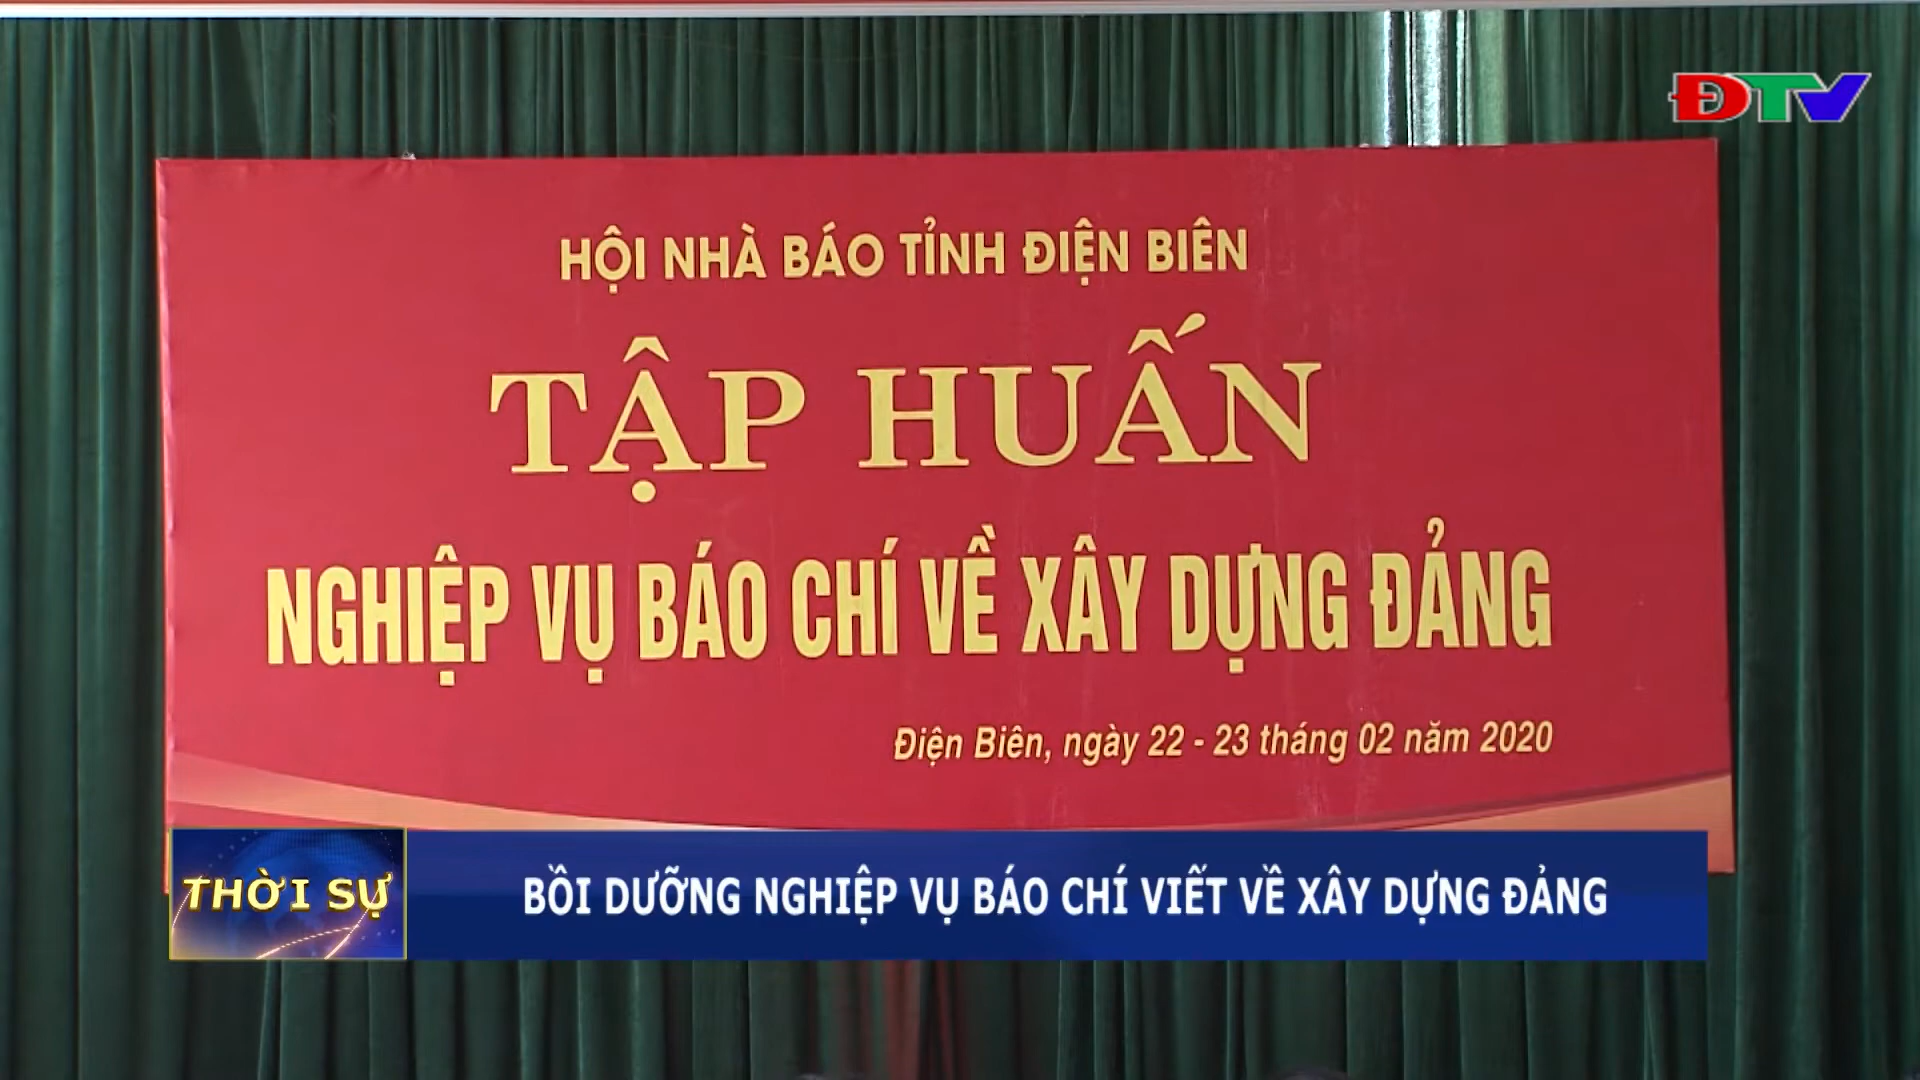 ĐTV
HỘI NHÀ BÁO TỈNH ĐIỆN BIÊN
TẬP HUẤN
NGHIỆP VỤ BÁO CHÍ VỀ XÂY DỰNG ĐẢNG
Điện Biên, ngày 22 - 23 tháng 02 năm 2020
THỜI SỰ
BỒI DƯỠNG NGHIỆP VỤ BÁO CHÍ VIẾT VỀ XÂY DỰNG ĐẢNG